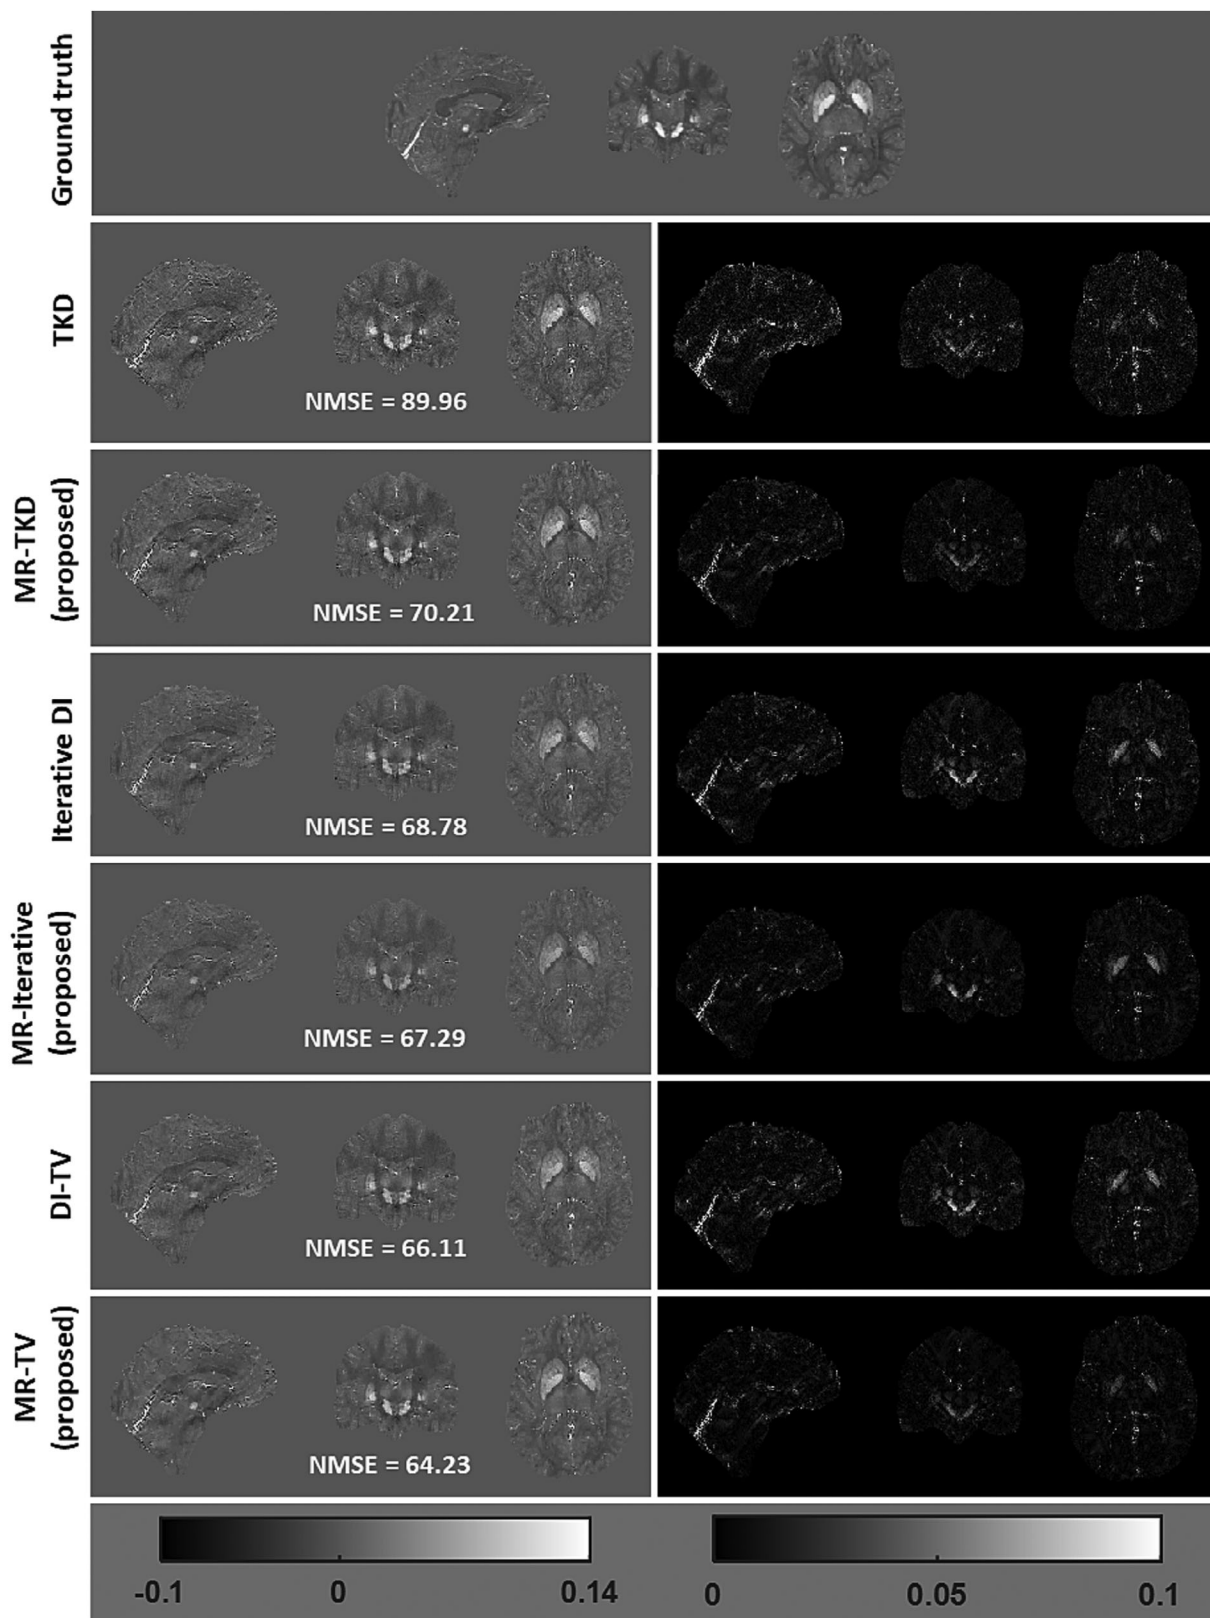 Ground truth
TKD
NMSE = 89.96
MR-TKD
(proposed)
NMSE = 70.21
Iterative DI
NMSE = 68.78
MR-Iterative
(proposed)
NMSE = 67.29
DI-TV
NMSE = 66.11
MR-TV
(proposed)
NMSE = 64.23
-0.1 0 0.14 0 0.05 0.1